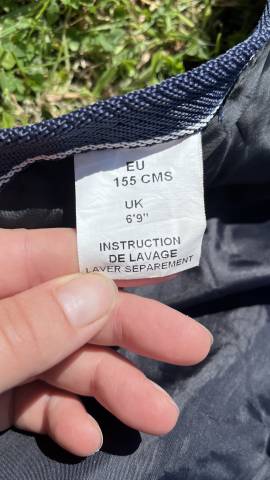 EU
155 CMS
UK
6'9"
INSTRUCTION
DE LAVAGE
LAVER SEPAREMENT